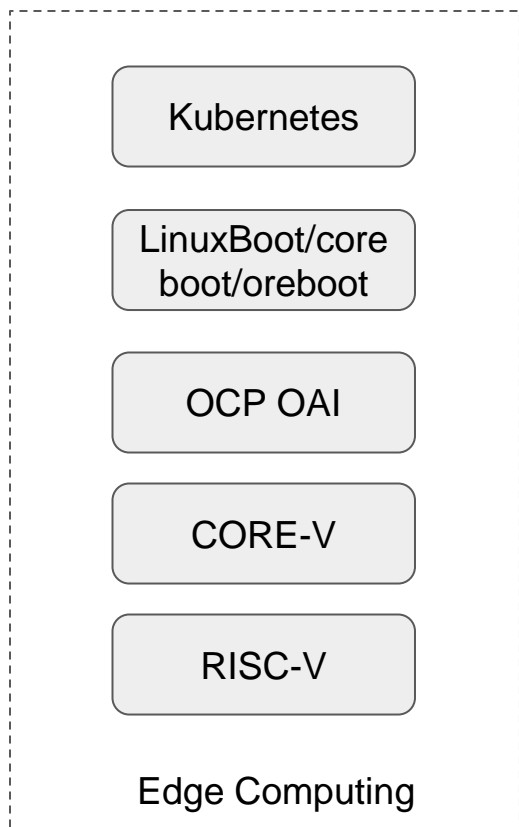 Kubernetes
LinuxBoot/core
boot/oreboot
OCP OAI
CORE-V
RISC-V
Edge Computing